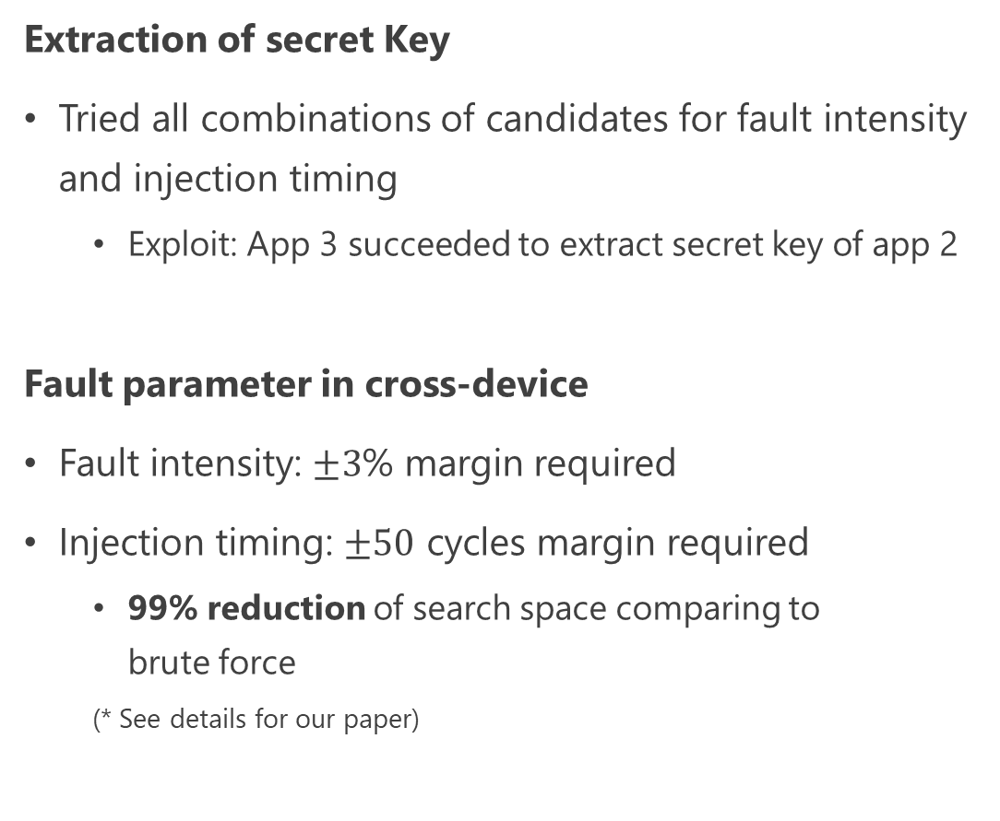 Extraction of secret Key
• Tried all combinations of candidates for fault intensity
and injection timing
• Exploit: App 3 succeeded to extract secret key of app 2
Fault parameter in cross-device
• Fault intensity: ±3% margin required
• Injection timing: ±50 cycles margin required
• 99% reduction of search space comparing to
brute force
(* See details for our paper)